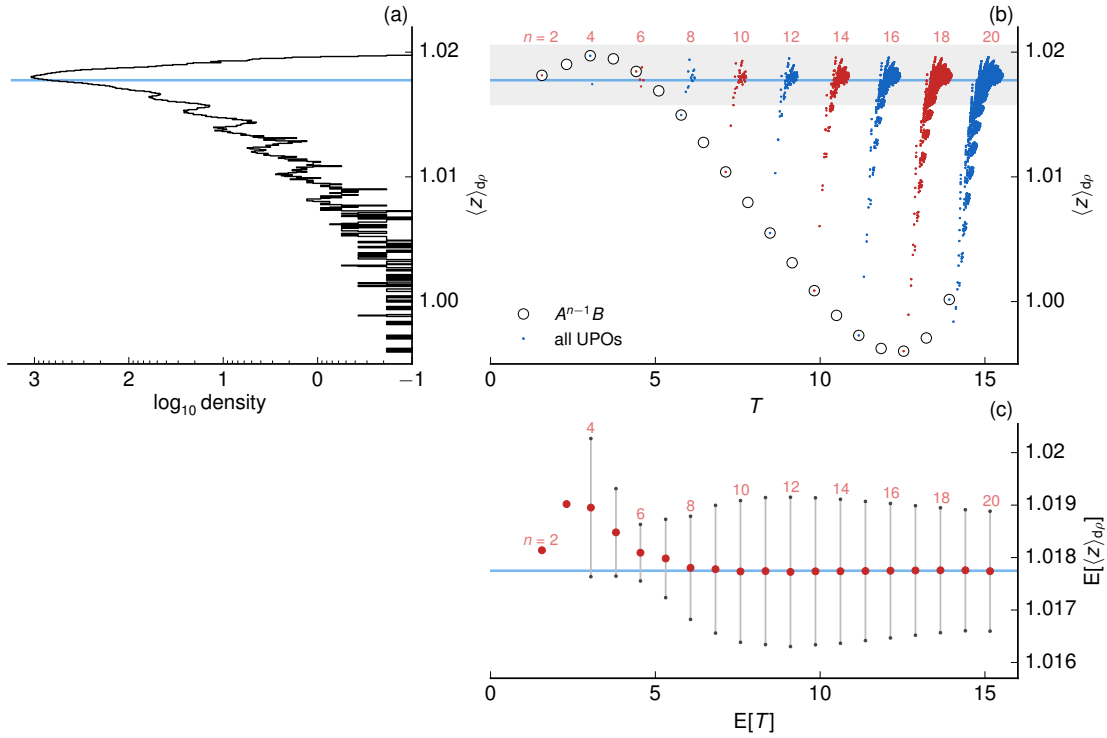 (a)
1.02
1.01
1.00
⟨z⟩dρ
3 2 1 0 −1
log10 density
(b)
n = 2 4 6 8 10 12 14 16 18 20
1.02
1.01
1.00
⟨z⟩dρ
Aⁿ⁻¹B
all UPOs
0 5 10 15
T
(c)
4
n = 2 6 8 10 12 14 16 18 20
1.02
1.019
1.018
1.017
1.016
E[⟨z⟩dρ]
0 5 10 15
E[T]